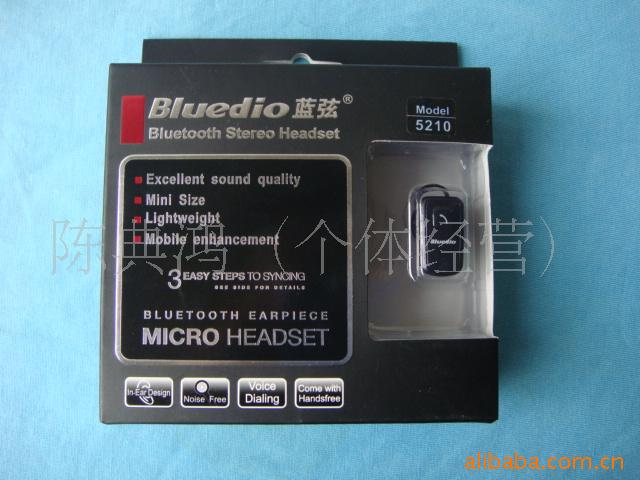 Bluedio 蓝弦®
Bluetooth Stereo Headset
Model
5210
Excellent sound quality
Mini Size
Lightweight
Mobile enhancement
3 EASY STEPS TO SYNCING
SEE SIDE FOR DETAILS
BLUETOOTH EARPIECE
MICRO HEADSET
In-Ear Design
Noise Free
Voice
Dialing
Come with
Handsfree
Bluedio
陈典鸿（个体经营）
alibaba.com.cn